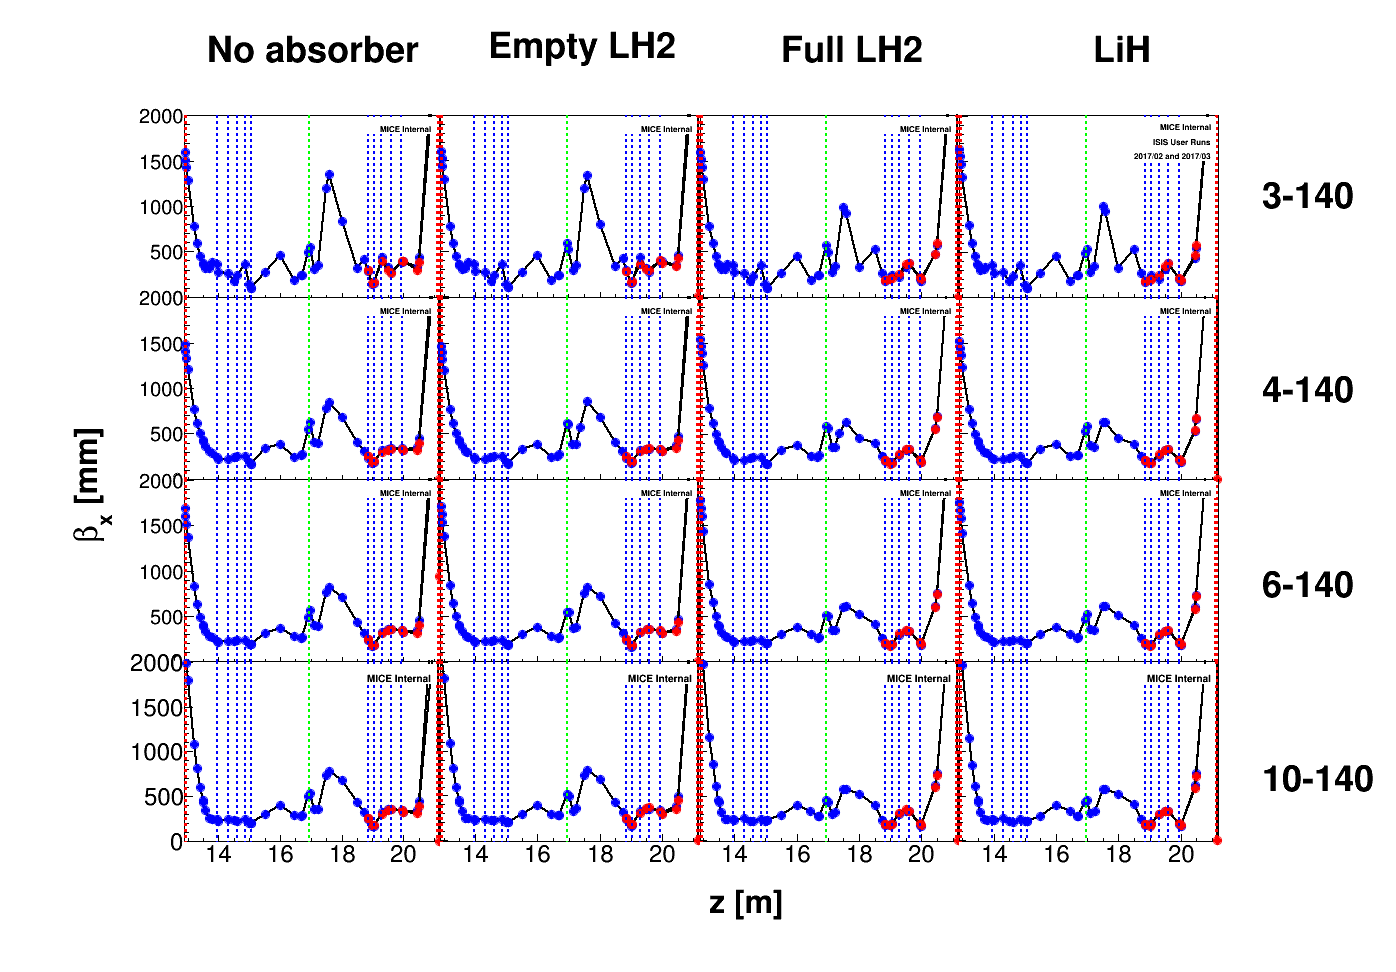 No absorber Empty LH2 Full LH2 LiH
2000 MICE Internal MICE Internal MICE Internal MICE Internal
ISIS User Runs
2017/02 and 2017/03
1500
1000
500
3-140
2000 MICE Internal MICE Internal MICE Internal MICE Internal
1500
1000
500
4-140
2000 MICE Internal MICE Internal MICE Internal MICE Internal
1500
1000
500
6-140
2000 MICE Internal MICE Internal MICE Internal MICE Internal
1500
1000
500
0
10-140
14 16 18 20 14 16 18 20 14 16 18 20 14 16 18 20
βx [mm]
z [m]